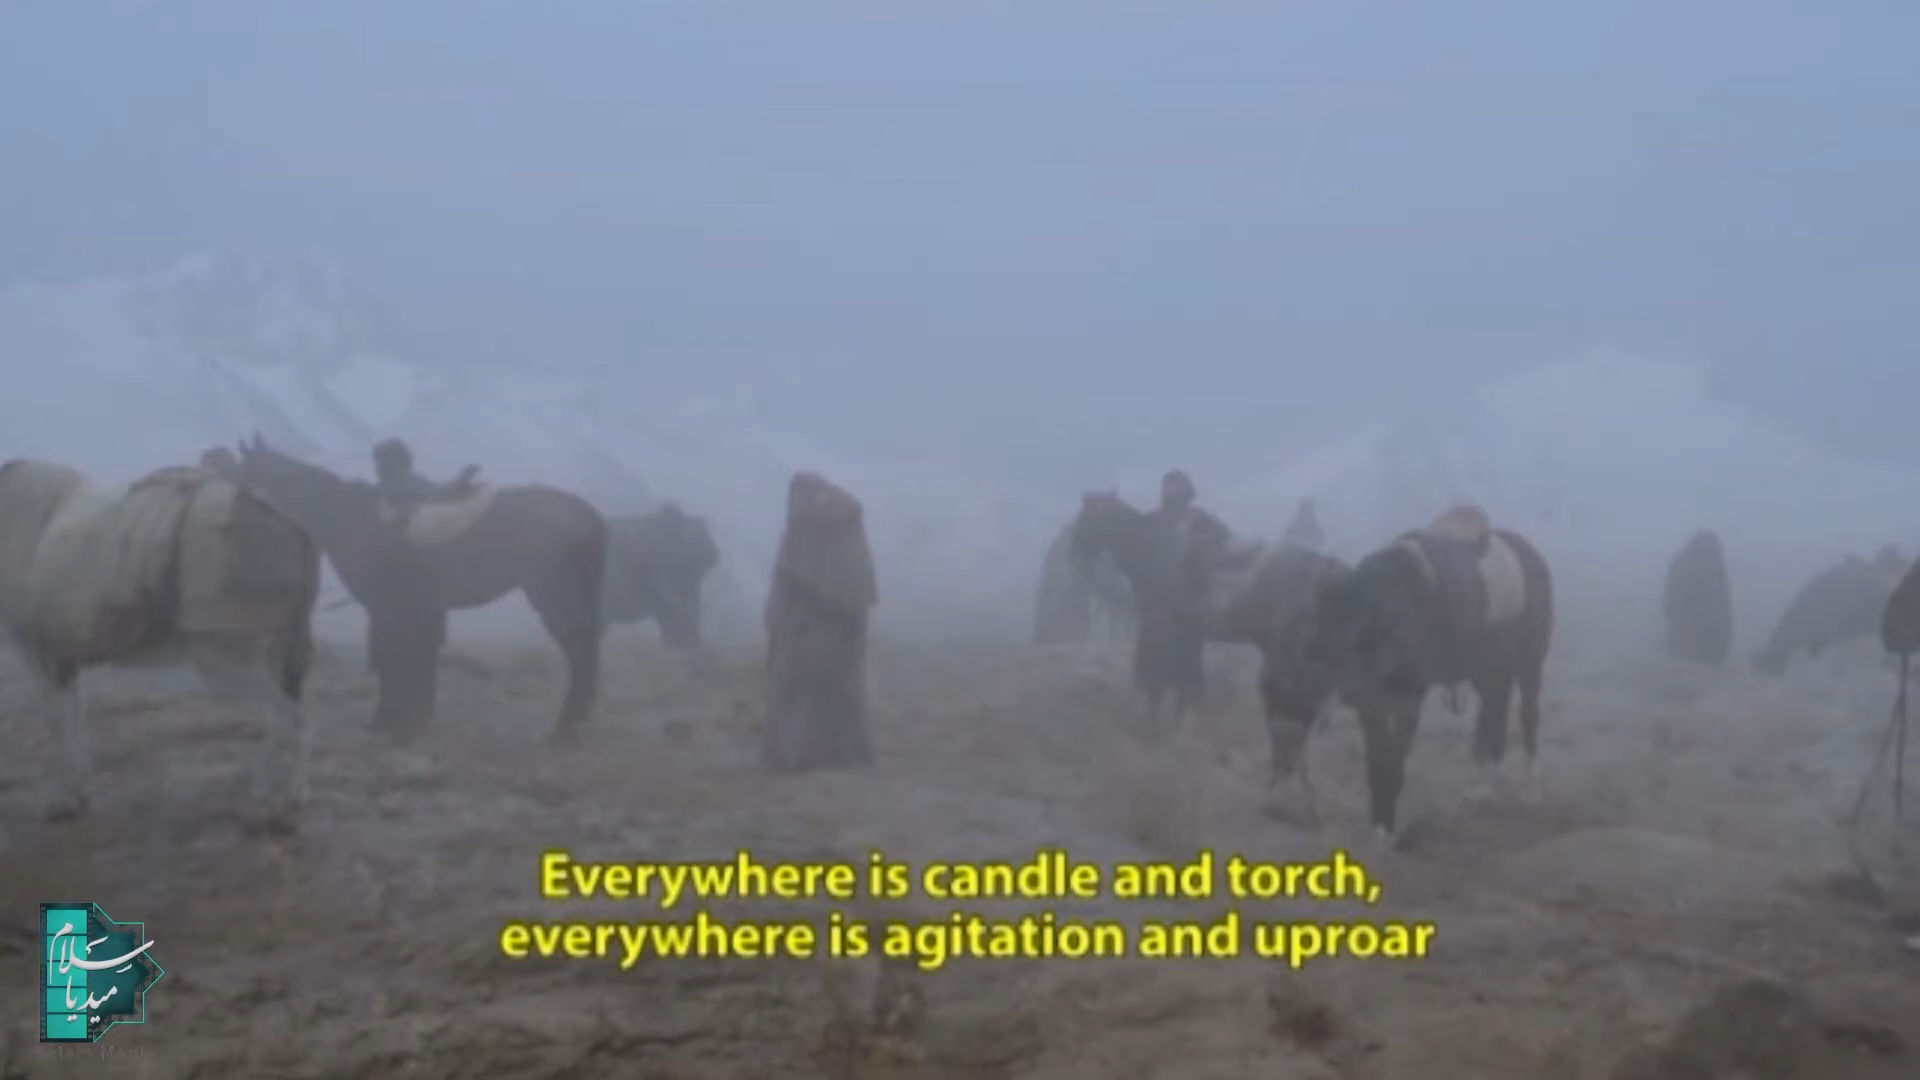 Everywhere is candle and torch,
everywhere is agitation and uproar
سلام
میدیا